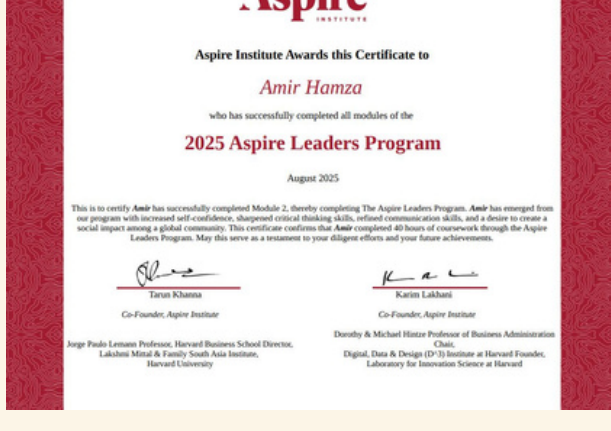 Aspire
INSTITUTE
Aspire Institute Awards this Certificate to
Amir Hamza
who has successfully completed all modules of the
2025 Aspire Leaders Program
August 2025
This is to certify Amir has successfully completed Module 2, thereby completing The Aspire Leaders Program. Amir has emerged from
our program with increased self-confidence, sharpened critical thinking skills, refined communication skills, and a desire to create a
social impact among a global community. This certificate confirms that Amir completed 40 hours of coursework through the Aspire
Leaders Program. May this serve as a testament to your diligent efforts and your future achievements.
Tarun Khanna
Co-Founder, Aspire Institute
Jorge Paulo Lemann Professor, Harvard Business School Director,
Lakshmi Mittal & Family South Asia Institute,
Harvard University
Karim Lakhani
Co-Founder, Aspire Institute
Dorothy & Michael Hintze Professor of Business Administration
Chair,
Digital, Data & Design (D^3) Institute at Harvard Founder,
Laboratory for Innovation Science at Harvard